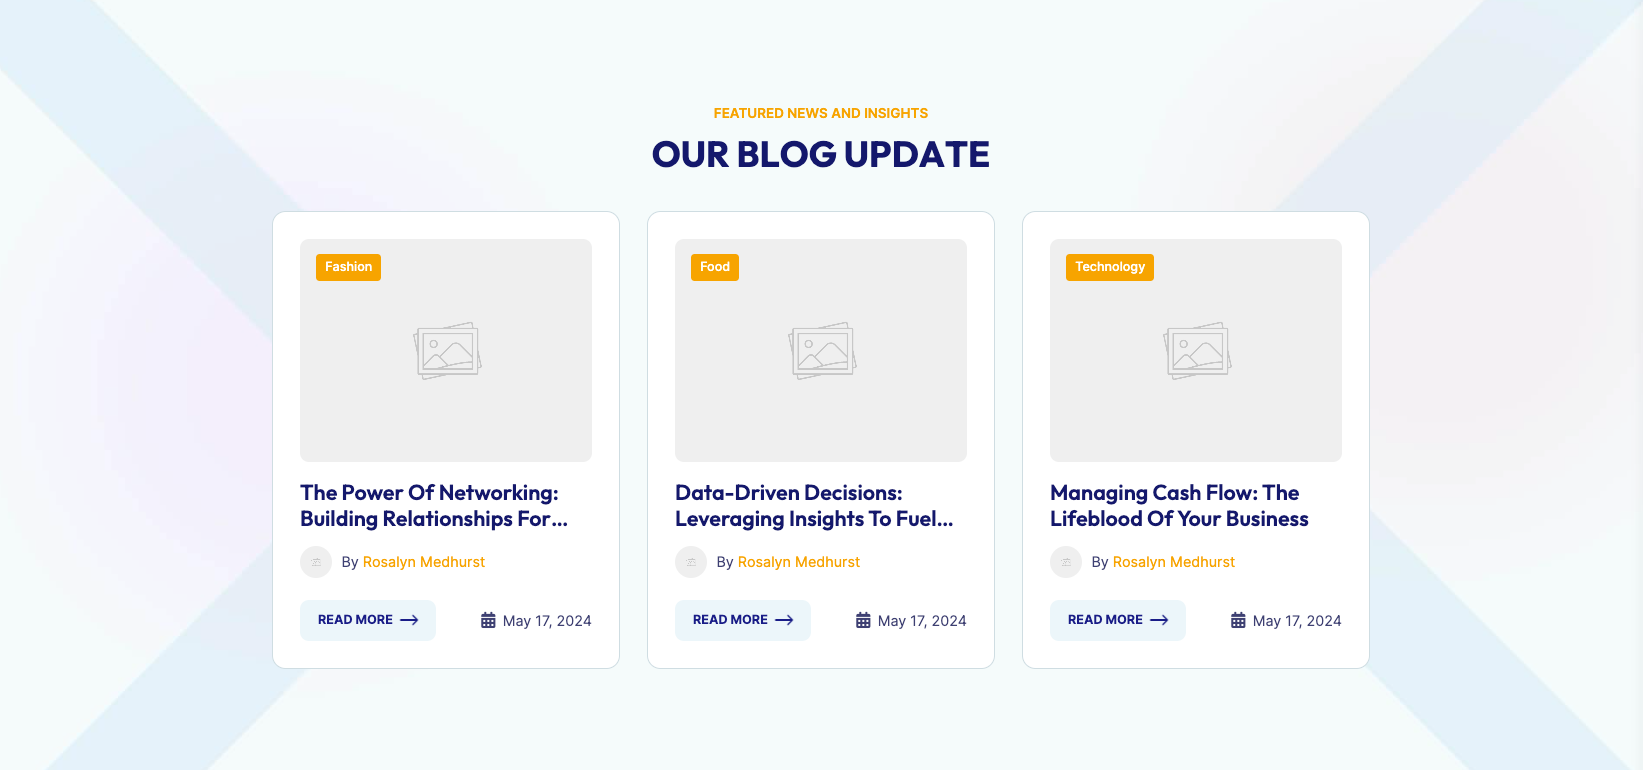 FEATURED NEWS AND INSIGHTS
OUR BLOG UPDATE
Fashion
The Power Of Networking:
Building Relationships For...
By Rosalyn Medhurst
READ MORE
May 17, 2024
Food
Data-Driven Decisions:
Leveraging Insights To Fuel...
By Rosalyn Medhurst
READ MORE
May 17, 2024
Technology
Managing Cash Flow: The
Lifeblood Of Your Business
By Rosalyn Medhurst
READ MORE
May 17, 2024